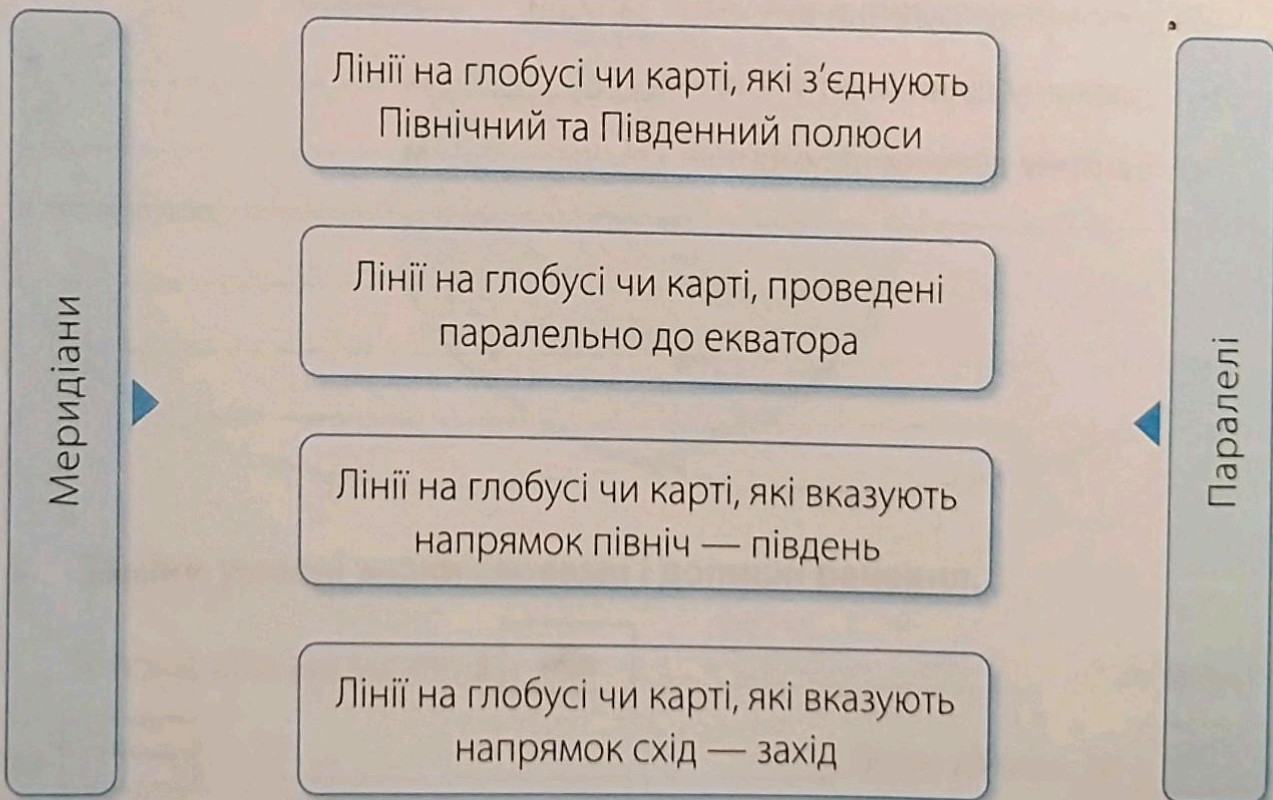 Меридіани
Лінії на глобусі чи карті, які з’єднують
Північний та Південний полюси
Лінії на глобусі чи карті, проведені
паралельно до екватора
Лінії на глобусі чи карті, які вказують
напрямок північ — південь
Лінії на глобусі чи карті, які вказують
напрямок схід — захід
Паралелі